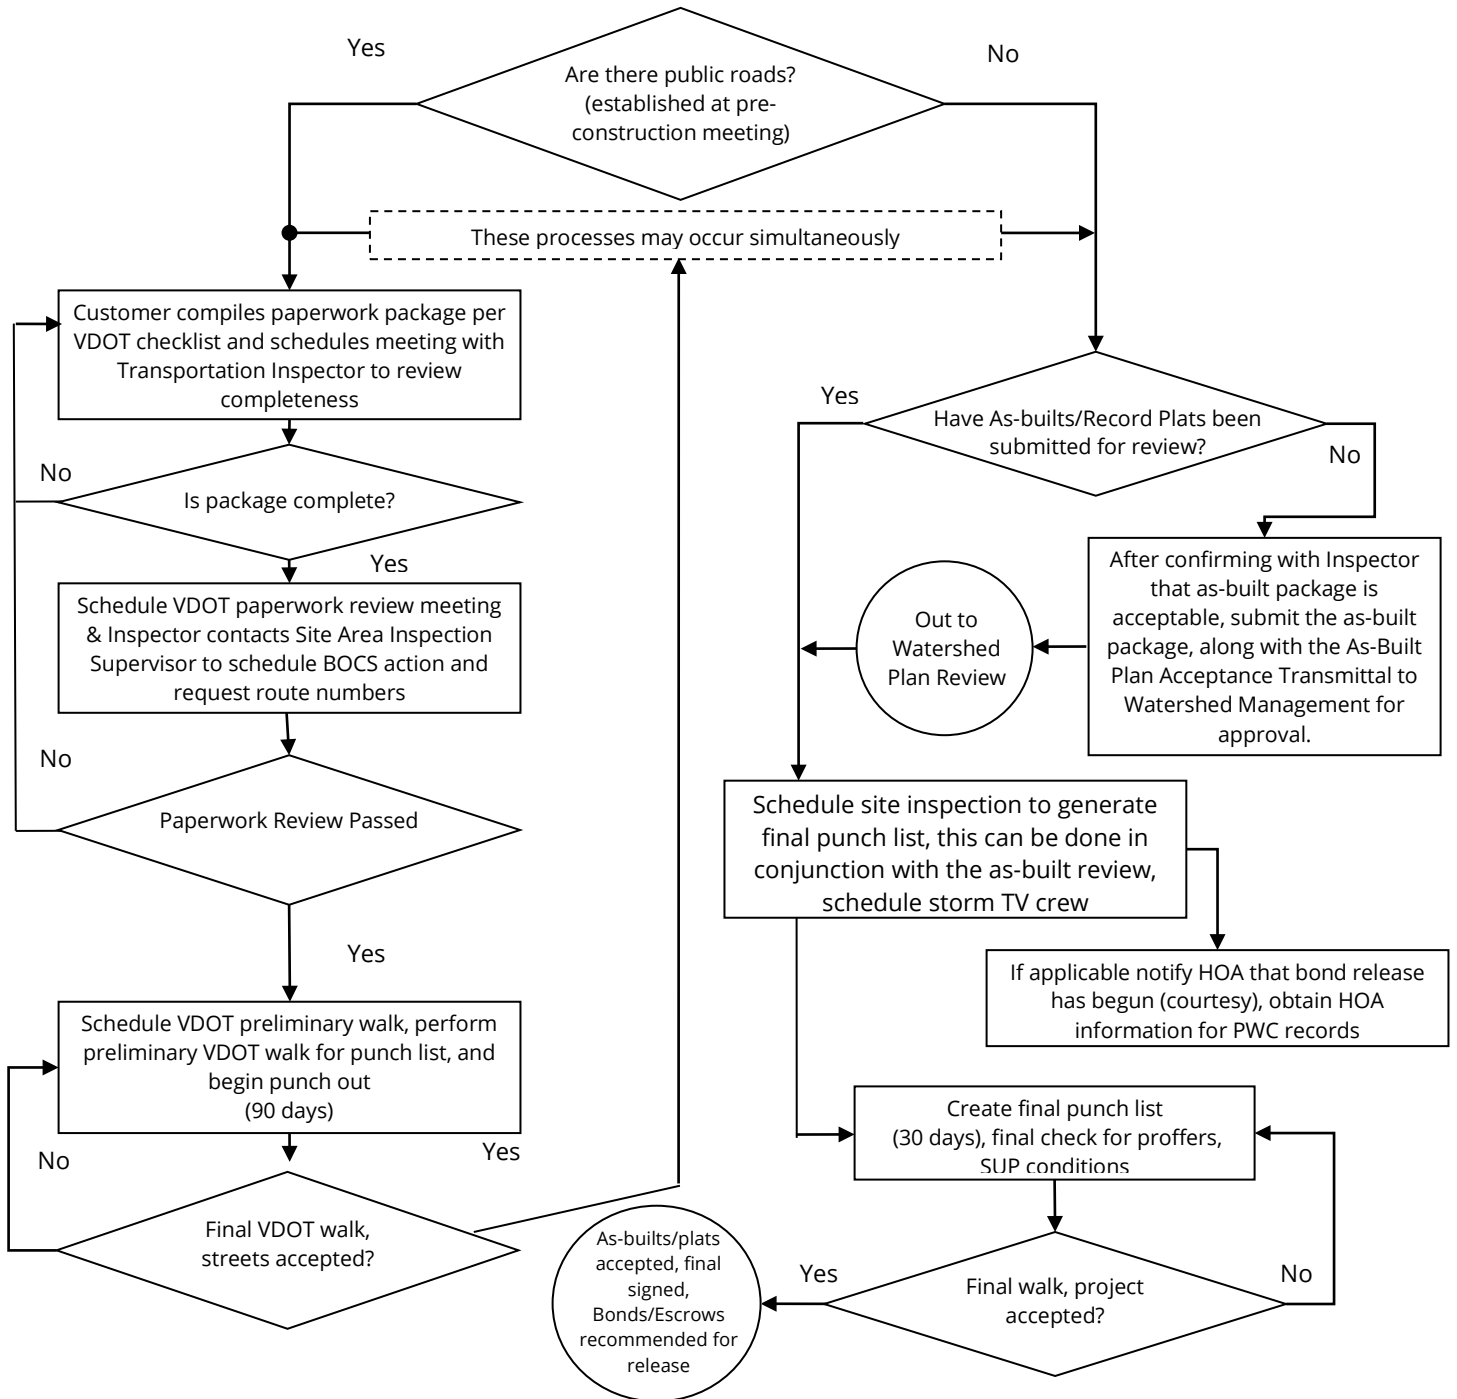 Yes
No
Are there public roads?
(established at pre-
construction meeting)
These processes may occur simultaneously
Customer compiles paperwork package per
VDOT checklist and schedules meeting with
Transportation Inspector to review
completeness
No
Is package complete?
Yes
Schedule VDOT paperwork review meeting
& Inspector contacts Site Area Inspection
Supervisor to schedule BOCS action and
request route numbers
No
Paperwork Review Passed
Yes
Schedule VDOT preliminary walk, perform
preliminary VDOT walk for punch list, and
begin punch out
(90 days)
No
Yes
Final VDOT walk,
streets accepted?
Yes
Have As-builts/Record Plats been
submitted for review?
No
After confirming with Inspector
that as-built package is
acceptable, submit the as-built
package, along with the As-Built
Plan Acceptance Transmittal to
Watershed Management for
approval.
Out to
Watershed
Plan Review
Schedule site inspection to generate
final punch list, this can be done in
conjunction with the as-built review,
schedule storm TV crew
If applicable notify HOA that bond release
has begun (courtesy), obtain HOA
information for PWC records
Create final punch list
(30 days), final check for proffers,
SUP conditions
Final walk, project
accepted?
No
Yes
As-builts/plats
accepted, final
signed,
Bonds/Escrows
recommended for
release